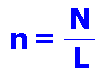 n = N/L